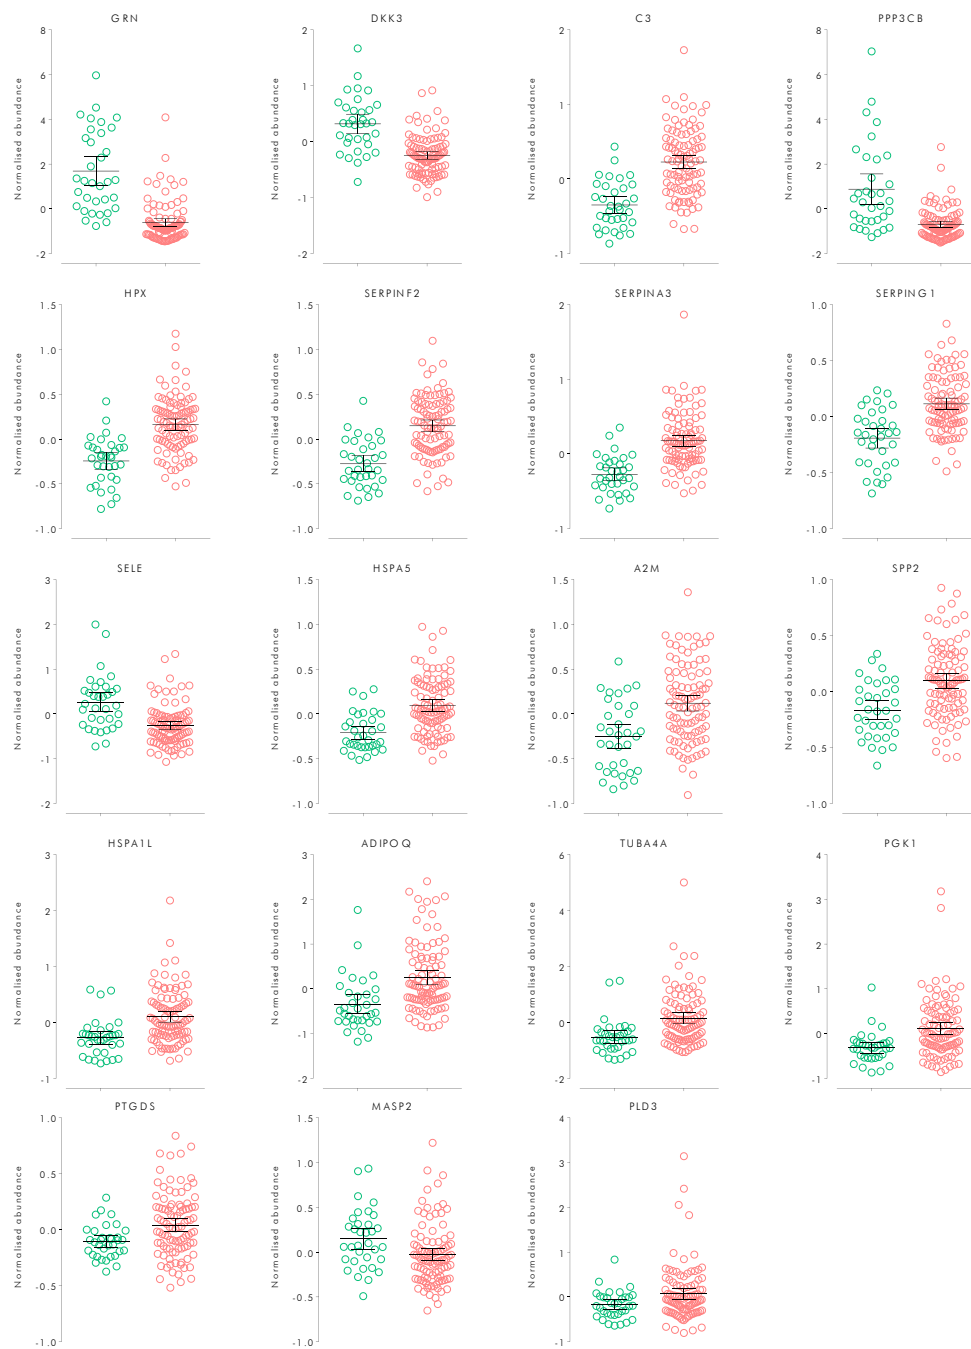 GRN
8
6
4
2
0
-2
Normalised abundance
DKK3
2
1
0
-1
-2
Normalised abundance
C3
2
1
0
-1
Normalised abundance
PPP3CB
8
6
4
2
0
-2
Normalised abundance
HPX
1.5
1.0
0.5
0.0
-0.5
-1.0
Normalised abundance
SERPINF2
1.5
1.0
0.5
0.0
-0.5
-1.0
Normalised abundance
SERPINA3
2
1
0
-1
Normalised abundance
SERPING1
1.0
0.5
0.0
-0.5
-1.0
Normalised abundance
SELE
3
2
1
0
-1
-2
Normalised abundance
HSPA5
1.5
1.0
0.5
0.0
-0.5
-1.0
Normalised abundance
A2M
1.5
1.0
0.5
0.0
-0.5
-1.0
Normalised abundance
SPP2
1.0
0.5
0.0
-0.5
-1.0
Normalised abundance
HSPA1L
3
2
1
0
-1
Normalised abundance
ADIPOQ
3
2
1
0
-1
-2
Normalised abundance
TUBA4A
6
4
2
0
-2
Normalised abundance
PGK1
4
3
2
1
0
-1
Normalised abundance
PTGDS
1.0
0.5
0.0
-0.5
-1.0
Normalised abundance
MASP2
1.5
1.0
0.5
0.0
-0.5
-1.0
Normalised abundance
PLD3
4
3
2
1
0
-1
Normalised abundance